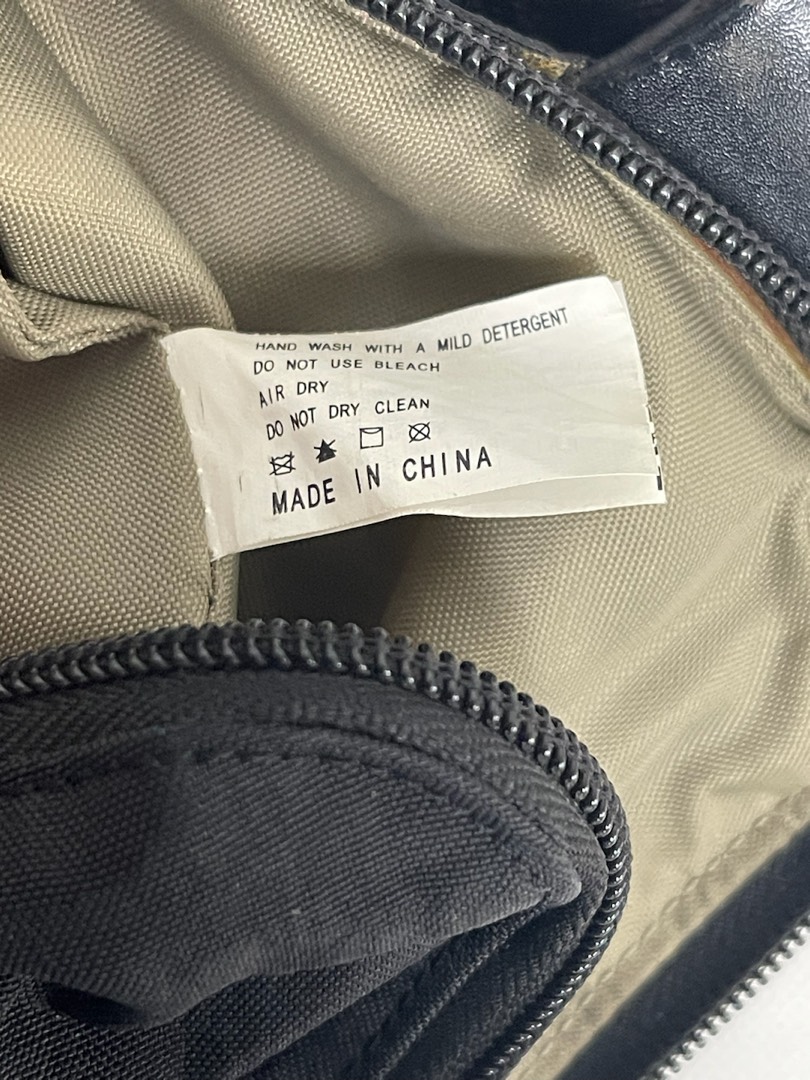 HAND WASH WITH A MILD DETERGENT
DO NOT USE BLEACH
AIR DRY
DO NOT DRY CLEAN
MADE IN CHINA